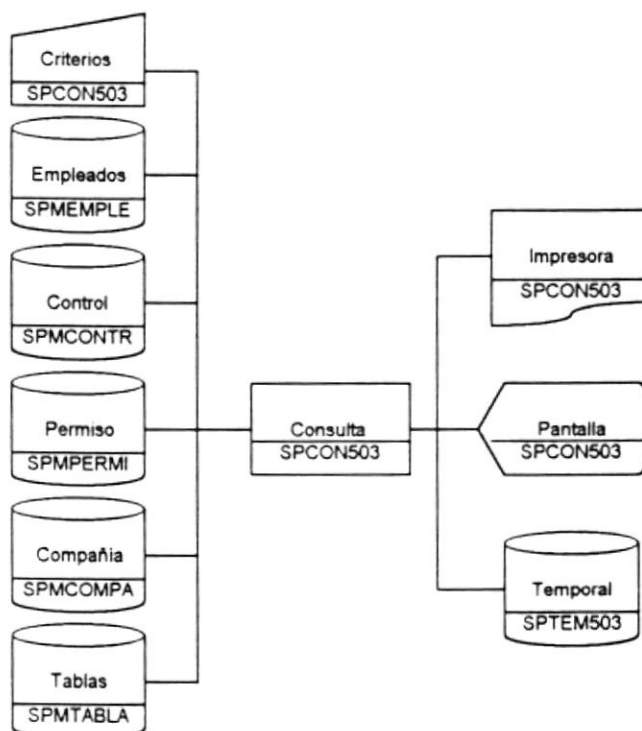 Criterios
SPCON503
Empleados
SPMEMPLE
Control
SPMCONTR
Permiso
SPMPERMI
Compañia
SPMCOMPA
Tablas
SPMTABLA
Consulta
SPCON503
Impresora
SPCON503
Pantalla
SPCON503
Temporal
SPTEM503